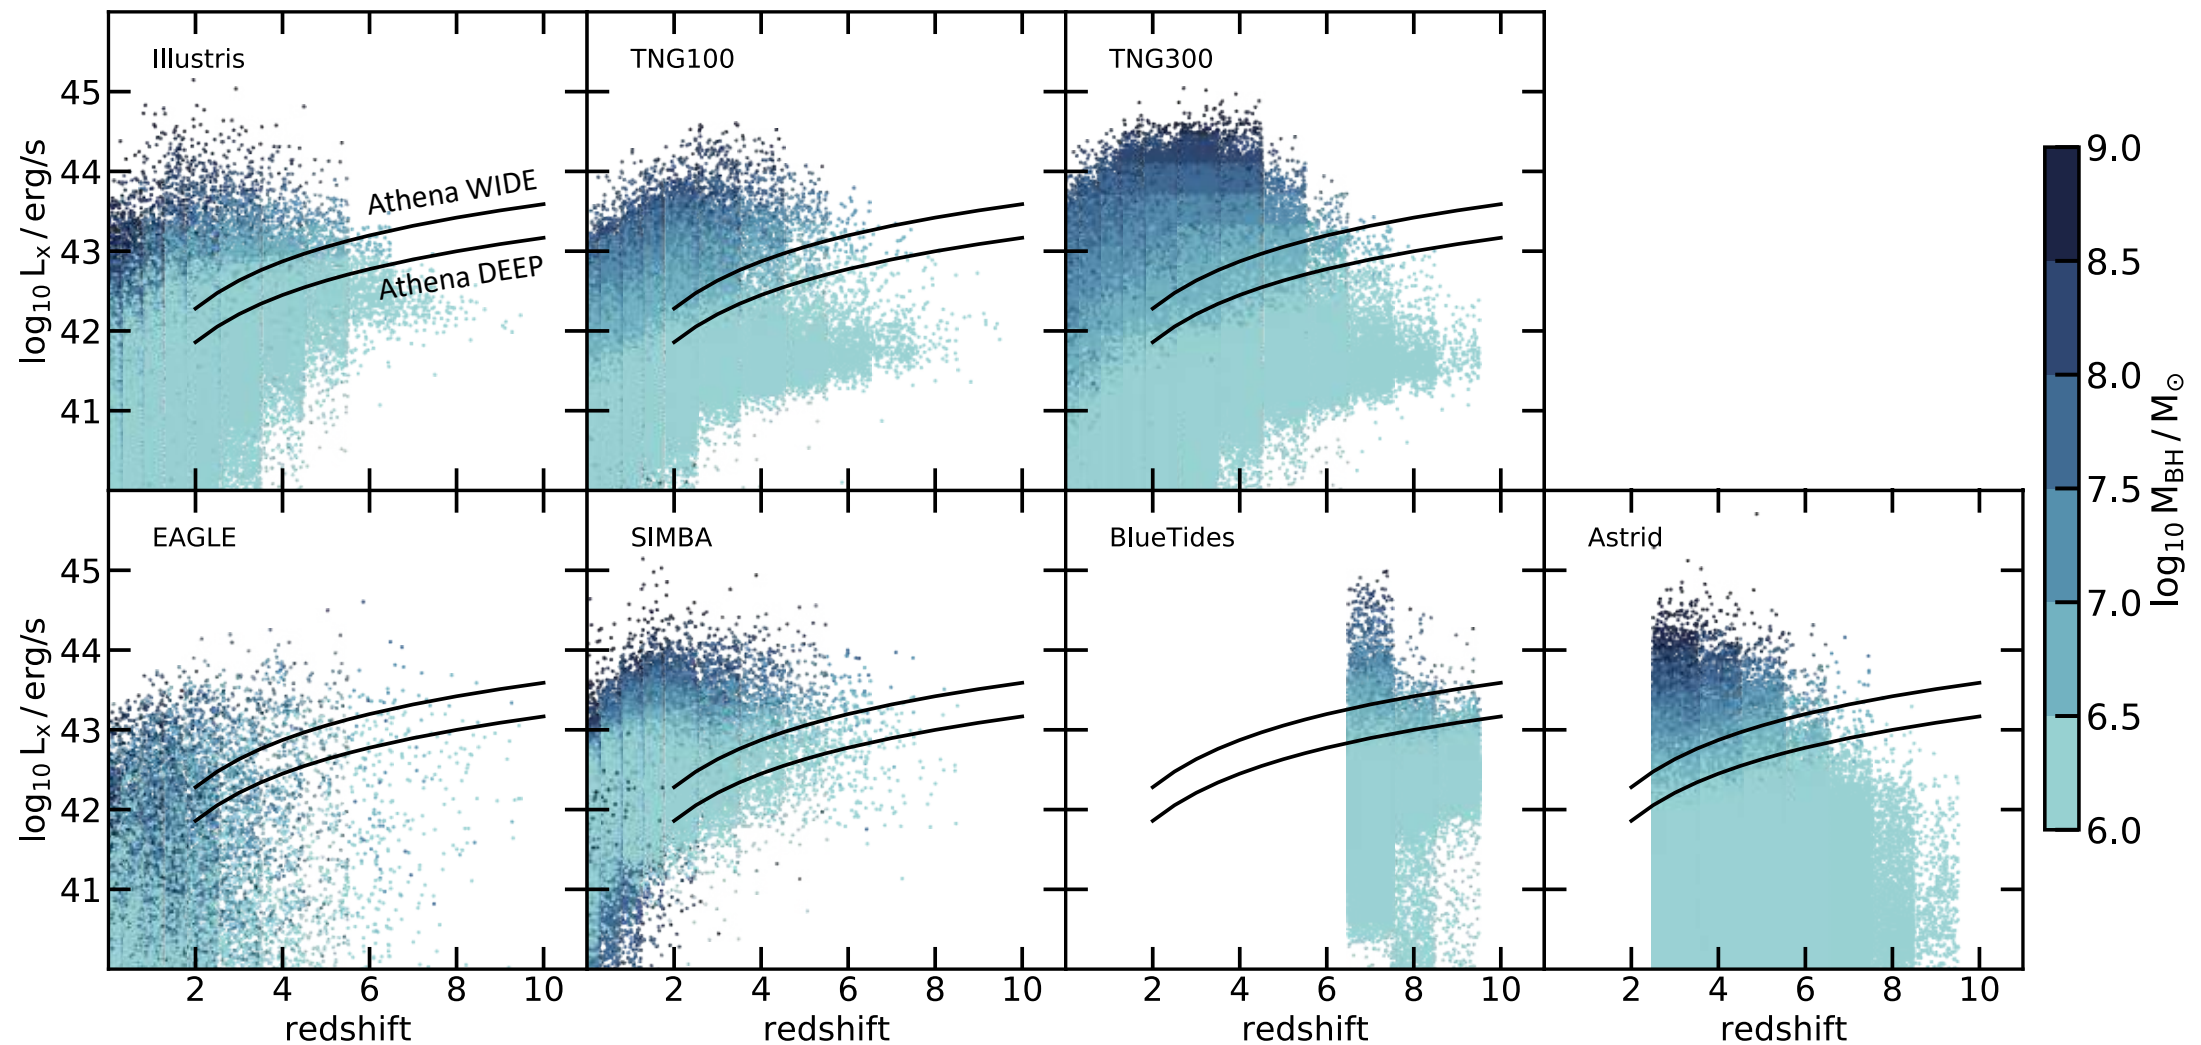 Illustris
TNG100
TNG300
45
44
43
42
41
log10 Lx / erg/s
Athena WIDE
Athena DEEP
EAGLE
SIMBA
BlueTides
Astrid
45
44
43
42
41
log10 Lx / erg/s
2 4 6 8 10
2 4 6 8 10
2 4 6 8 10
2 4 6 8 10
redshift
redshift
redshift
redshift
9.0
8.5
8.0
7.5
7.0
6.5
6.0
log10 MBH / M⊙